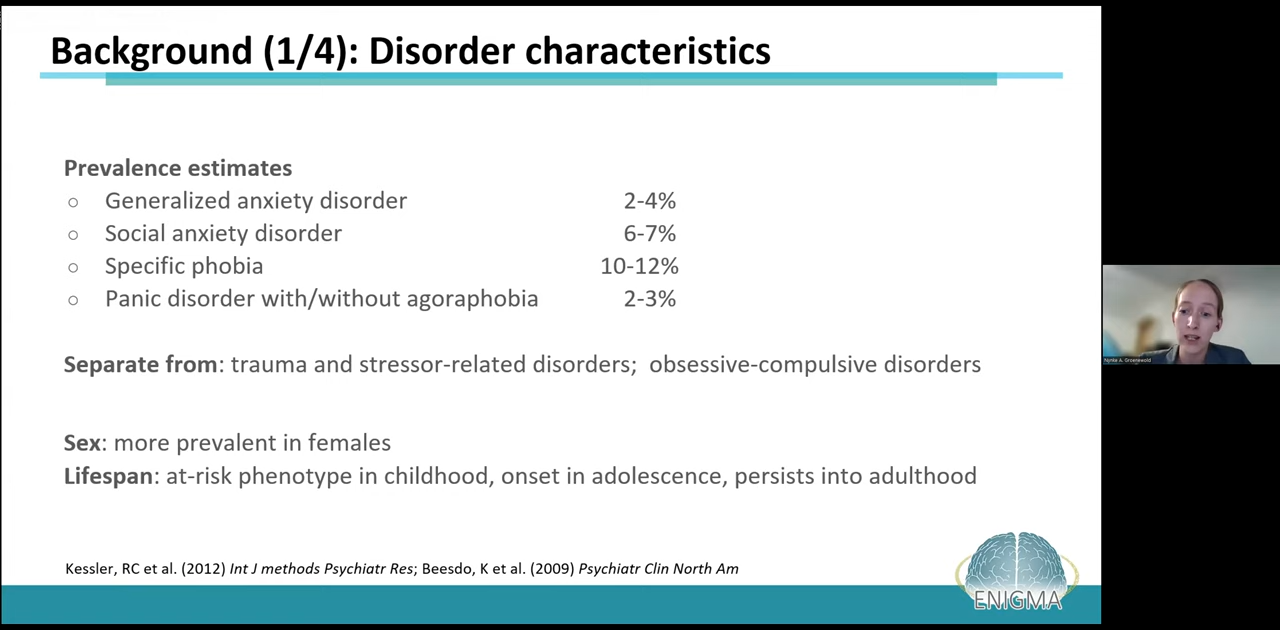 Background (1/4): Disorder characteristics
Prevalence estimates
○ Generalized anxiety disorder 2-4%
○ Social anxiety disorder 6-7%
○ Specific phobia 10-12%
○ Panic disorder with/without agoraphobia 2-3%
Separate from: trauma and stressor-related disorders; obsessive-compulsive disorders
Sex: more prevalent in females
Lifespan: at-risk phenotype in childhood, onset in adolescence, persists into adulthood
Kessler, RC et al. (2012) Int J methods Psychiatr Res; Beesdo, K et al. (2009) Psychiatr Clin North Am
ENIGMA
Nynke A. Groenewold